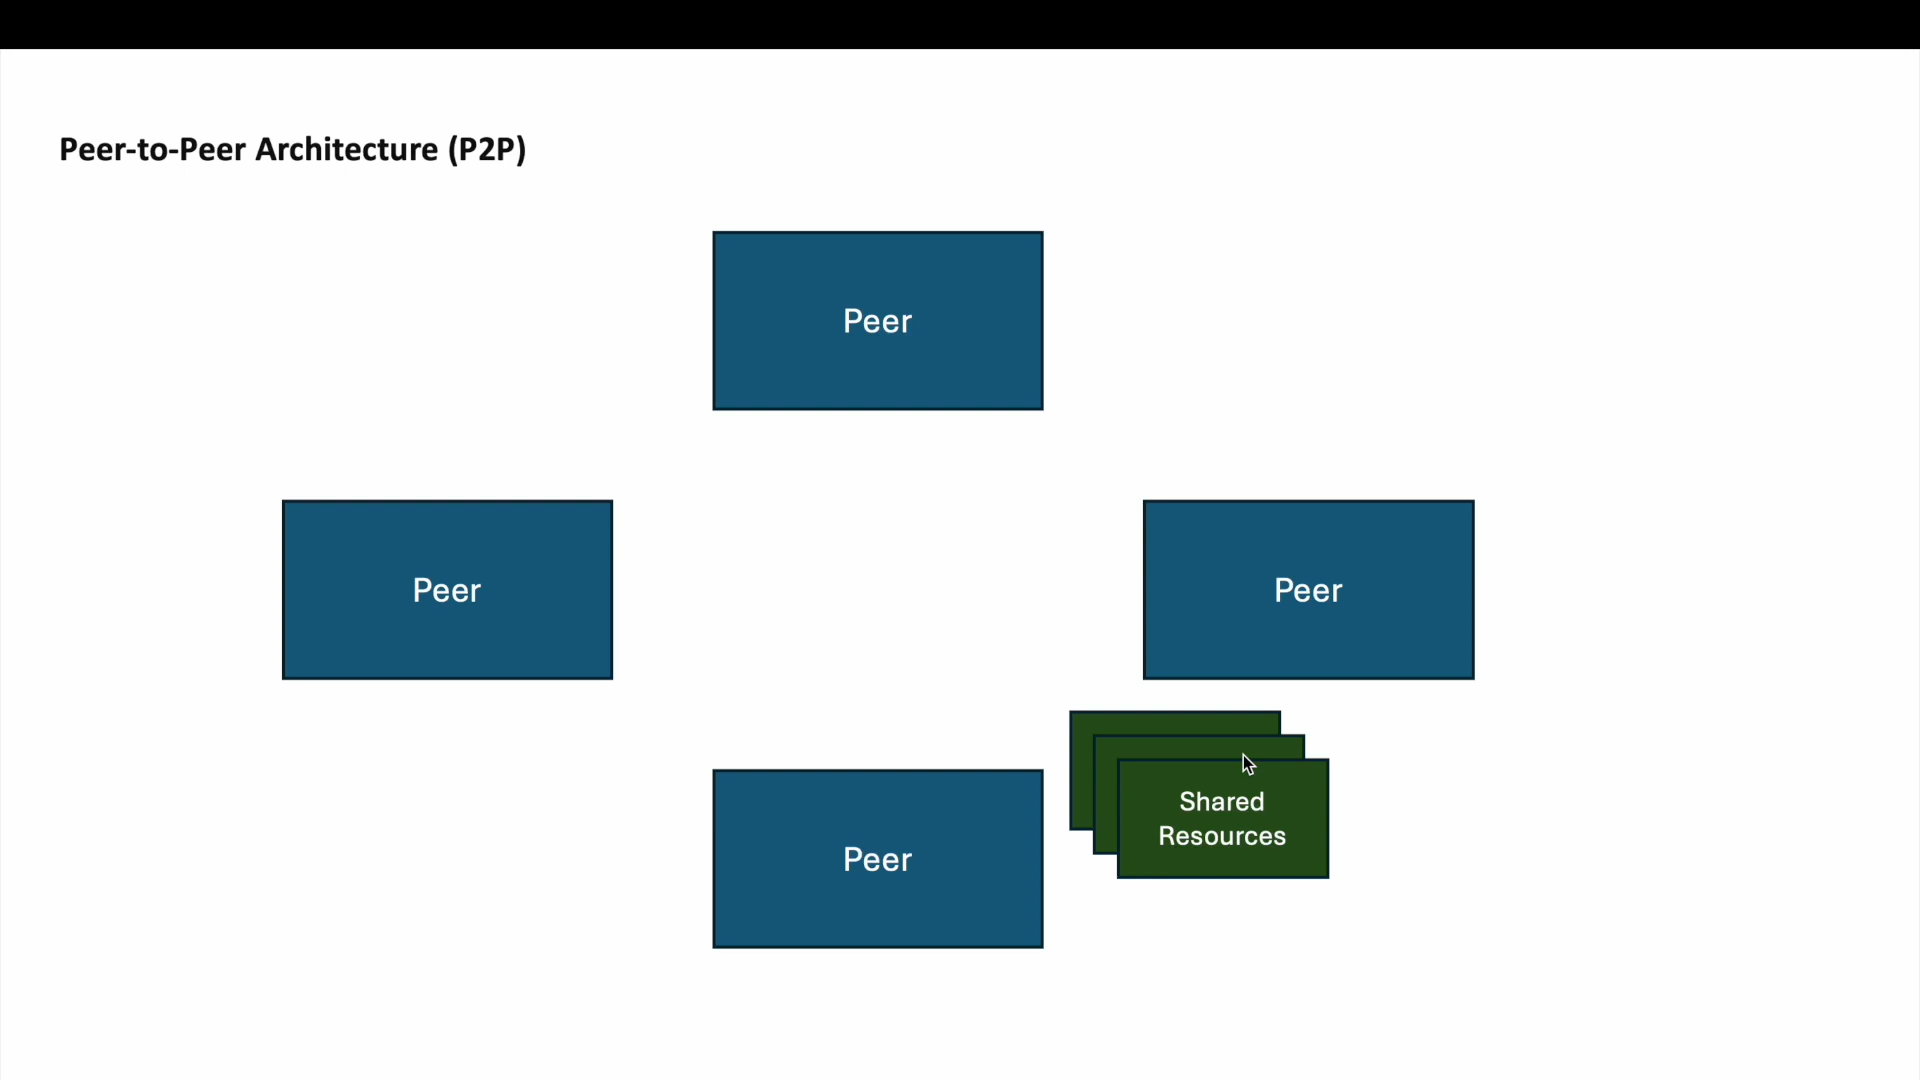 Peer-to-Peer Architecture (P2P)
Peer
Peer
Peer
Peer
Shared
Resources